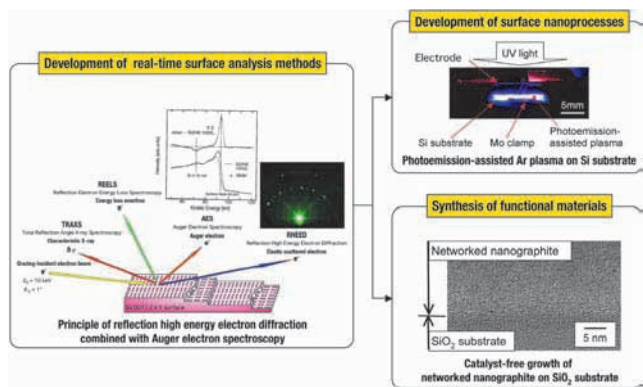 Development of real-time surface analysis methods
REELS
Reflection Electron Energy Loss Spectroscopy
Energy loss electron
TRAXS
Total Reflection Angle X-ray Spectroscopy
Characteristic X-ray
Grazing incident electron beam
AES
Auger Electron Spectroscopy
Auger electron
RHEED
Reflection High Energy Electron Diffraction
Elastic scattered electron
Principle of reflection high energy electron diffraction
combined with Auger electron spectroscopy
Development of surface nanoprocesses
UV light
Electrode
5mm
Si substrate
Mo clamp
Photoemission-
assisted plasma
Photoemission-assisted Ar plasma on Si substrate
Synthesis of functional materials
Networked nanographite
SiO₂ substrate
5 nm
Catalyst-free growth of
networked nanographite on SiO₂ substrate